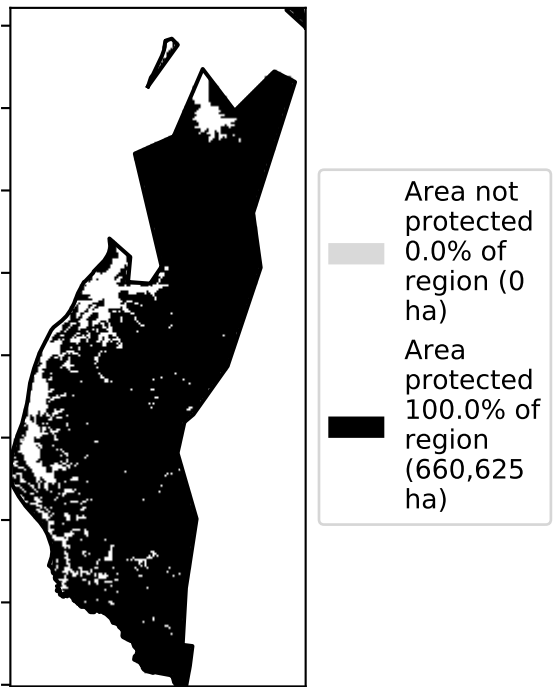 Area not
protected
0.0% of
region (0
ha)
Area
protected
100.0% of
region
(660,625
ha)